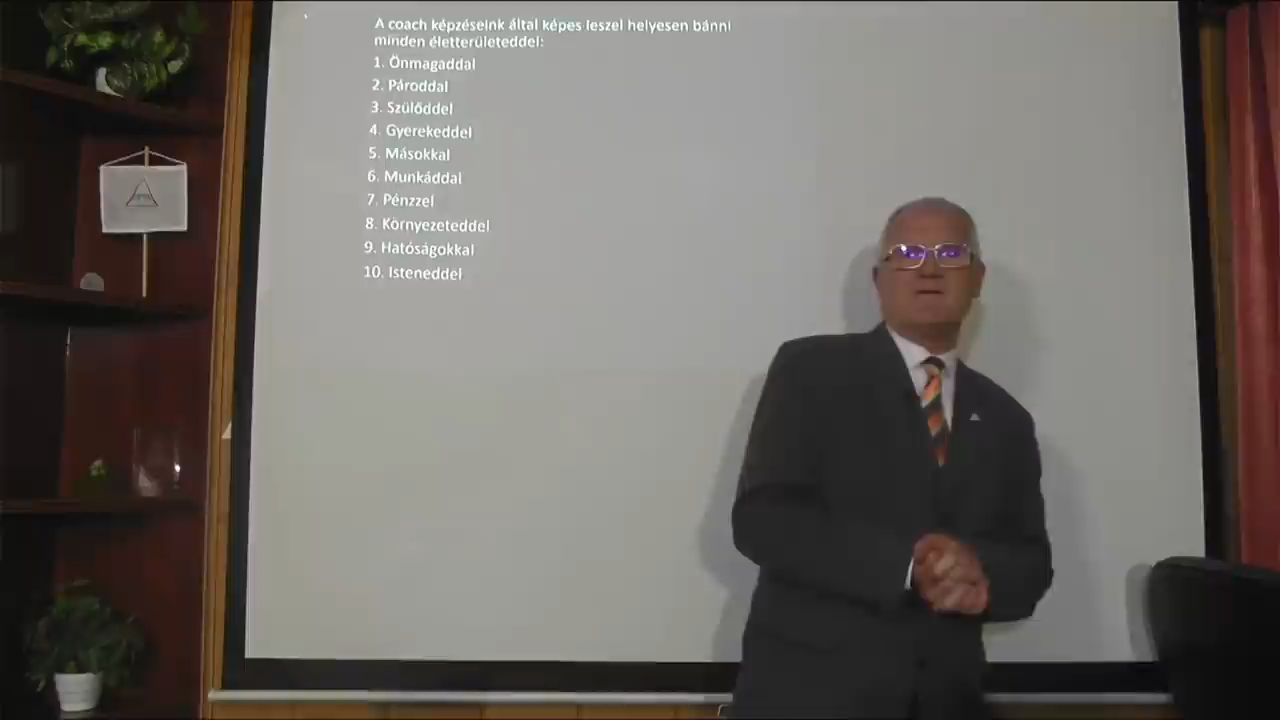 A coach képzéseink által képes leszel helyesen bánni
minden életterületeddel:
1. Önmagaddal
2. Pároddal
3. Szülőddel
4. Gyerekeddel
5. Másokkal
6. Munkáddal
7. Pénzzel
8. Környezeteddel
9. Hatóságokkal
10. Isteneddel